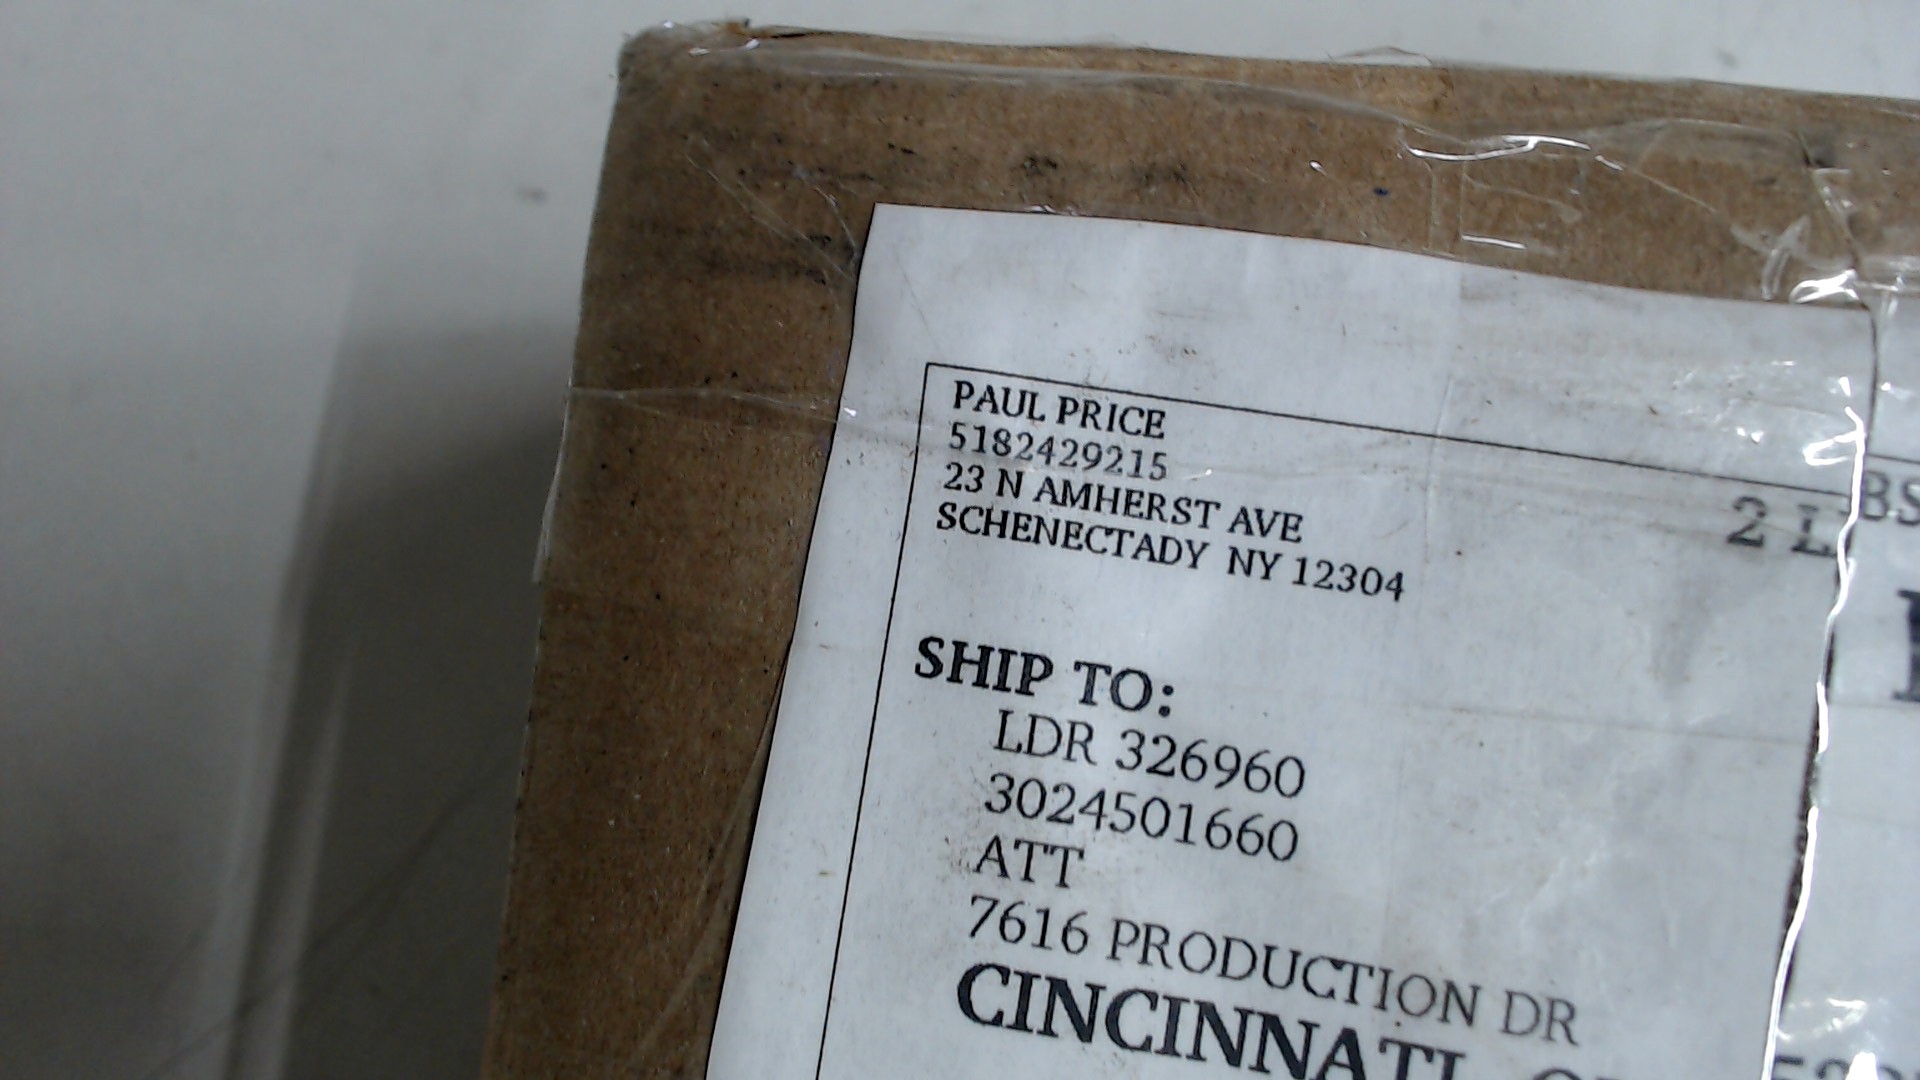 PAUL PRICE
5182429215
23 N AMHERST AVE
SCHENECTADY NY 12304
2 LBS
SHIP TO:
LDR 326960
3024501660
ATT
7616 PRODUCTION DR
CINCINNATI